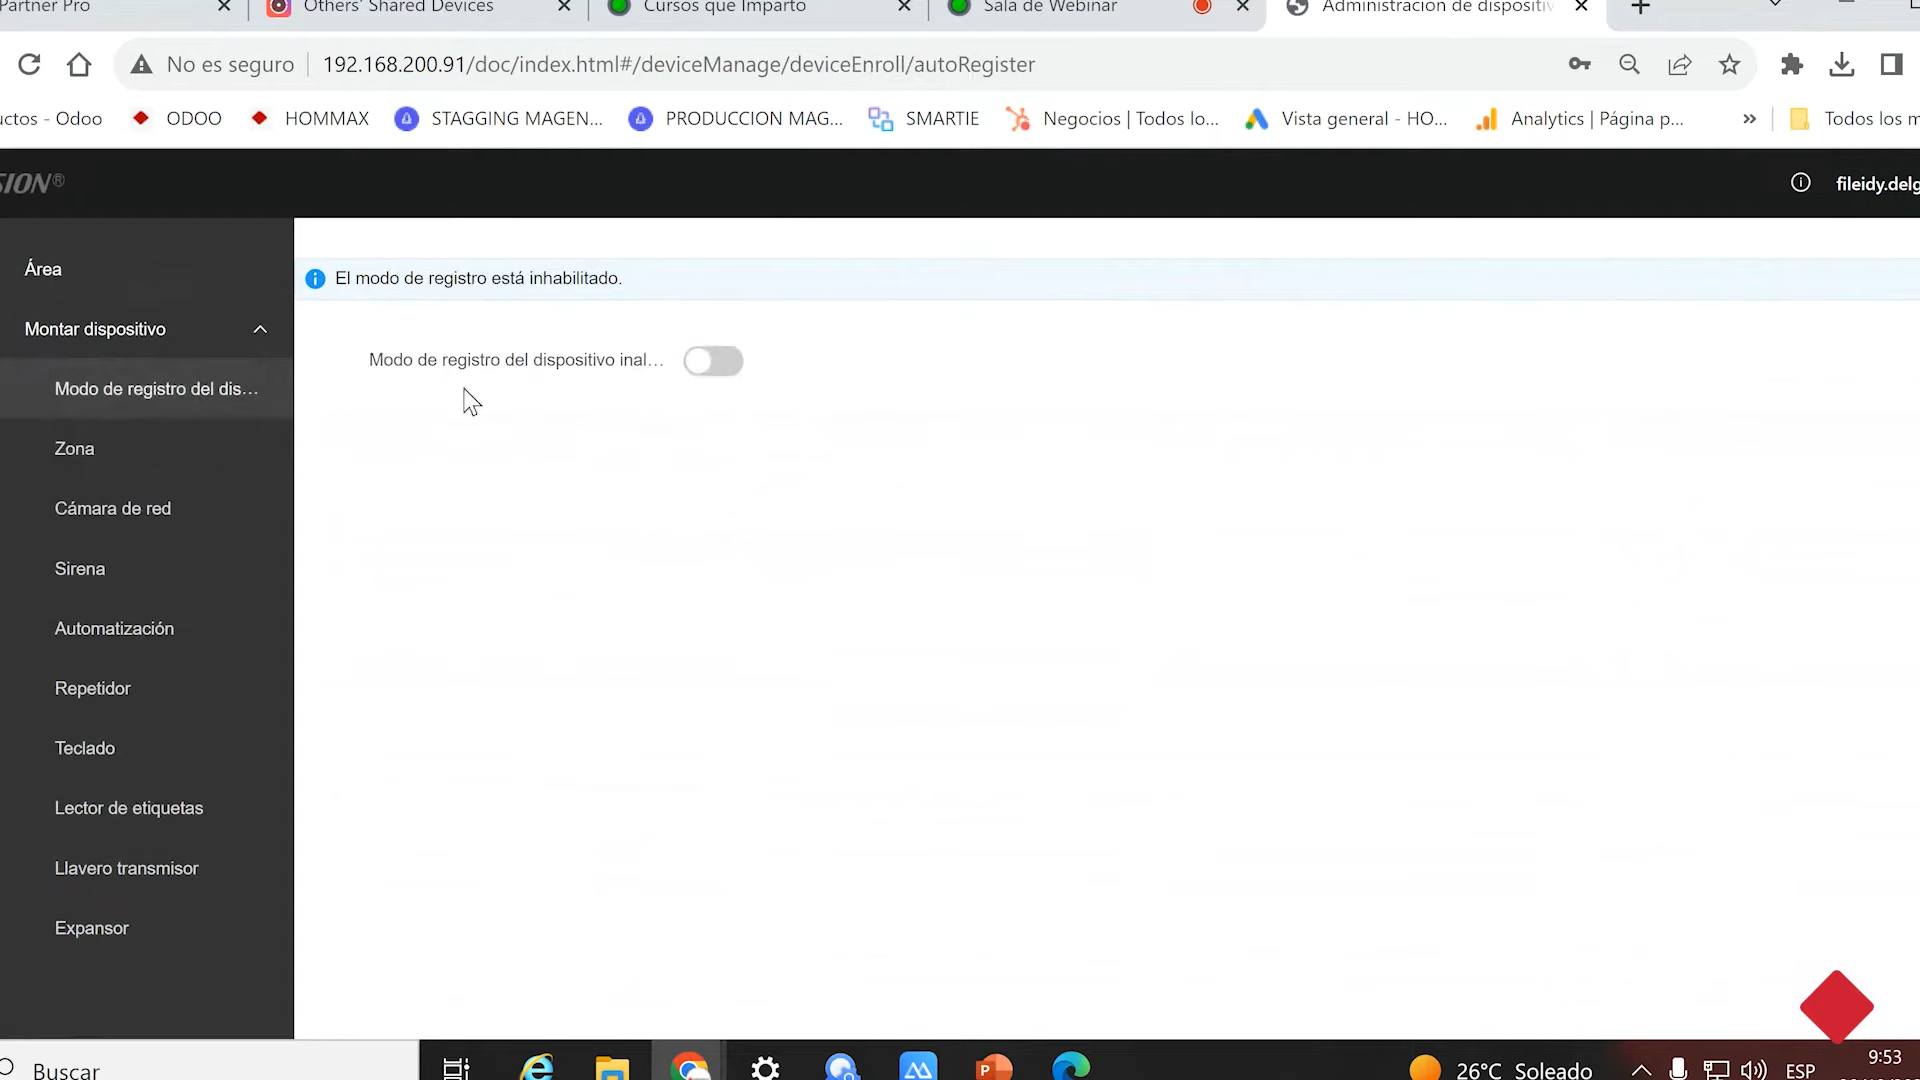 Partner Pro
Others' Shared Devices
Cursos que Imparto
Sala de Webinar
Administración de dispositiv
No es seguro
192.168.200.91/doc/index.html#/deviceManage/deviceEnroll/autoRegister
uctos - Odoo
ODOO
HOMMAX
STAGGING MAGEN...
PRODUCCION MAG...
SMARTIE
Negocios | Todos lo...
Vista general - HO...
Analytics | Página p...
»
Todos los m
SION®
fileidy.delg
Área
Montar dispositivo
Modo de registro del dis...
Zona
Cámara de red
Sirena
Automatización
Repetidor
Teclado
Lector de etiquetas
Llavero transmisor
Expansor
El modo de registro está inhabilitado.
Modo de registro del dispositivo inal...
Buscar
26°C Soleado
ESP
9:53